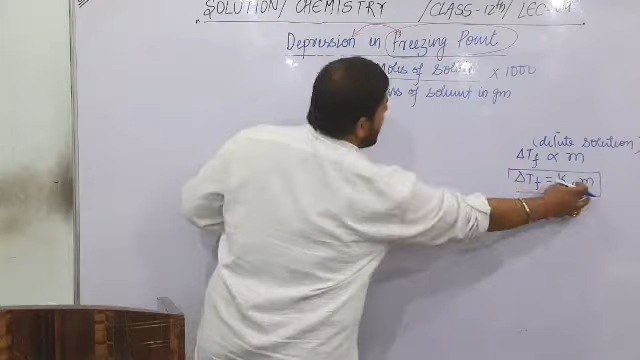 SOLUTION / CHEMISTRY / CLASS-12th / LEC-
Depression in Freezing Point
Moles of Solute × 1000
of solvent in gm
(dilute solution)
ΔTf ∝ m
ΔTf = k m